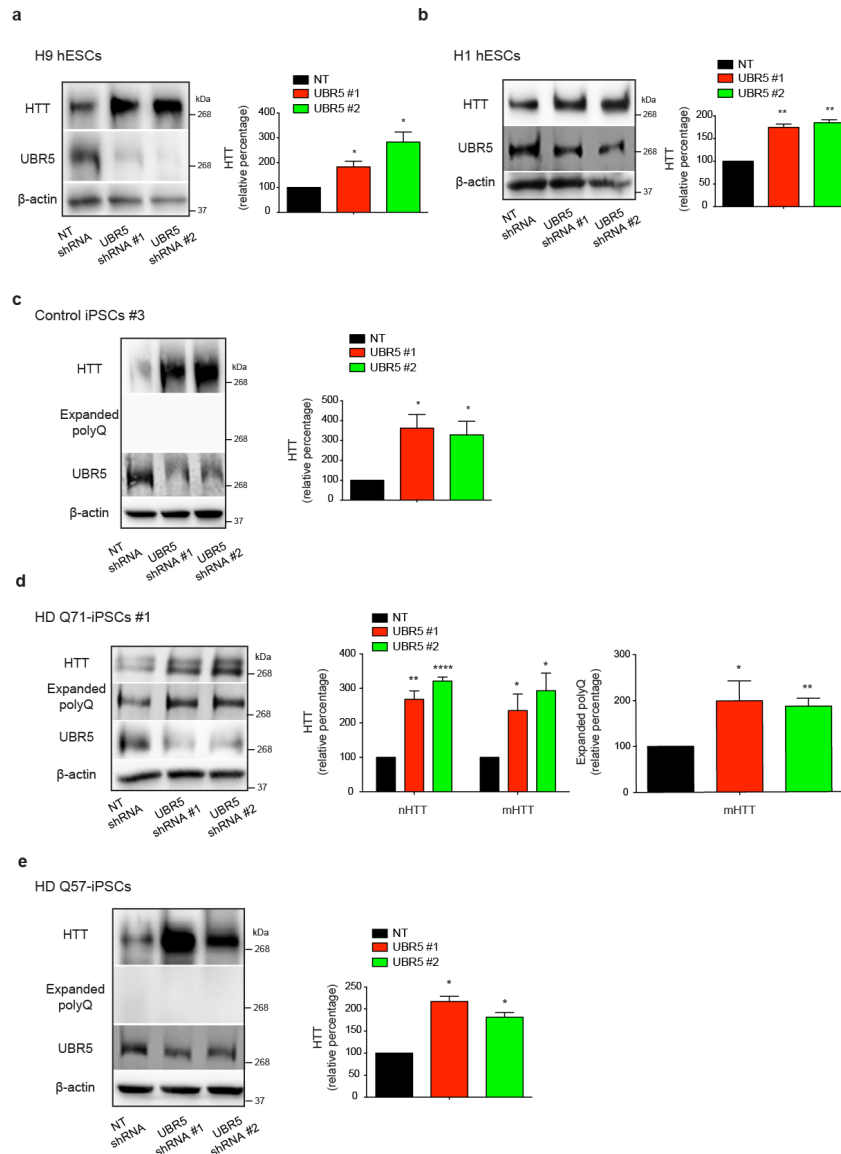 a
H9 hESCs
HTT
UBR5
β-actin
kDa
268
268
37
NT
shRNA
UBR5
shRNA #1
UBR5
shRNA #2
NT
UBR5 #1
UBR5 #2
HTT
(relative percentage)
400
300
200
100
0
*
*
b
H1 hESCs
HTT
UBR5
β-actin
kDa
268
268
37
NT
shRNA
UBR5
shRNA #1
UBR5
shRNA #2
NT
UBR5 #1
UBR5 #2
HTT
(relative percentage)
200
150
100
50
0
**
**
c
Control iPSCs #3
HTT
Expanded
polyQ
UBR5
β-actin
kDa
268
268
268
37
NT
shRNA
UBR5
shRNA #1
UBR5
shRNA #2
NT
UBR5 #1
UBR5 #2
HTT
(relative percentage)
500
400
300
200
100
0
*
*
d
HD Q71-iPSCs #1
HTT
Expanded
polyQ
UBR5
β-actin
kDa
268
268
268
37
NT
shRNA
UBR5
shRNA #1
UBR5
shRNA #2
NT
UBR5 #1
UBR5 #2
HTT
(relative percentage)
400
300
200
100
0
**
****
*
*
nHTT
mHTT
Expanded polyQ
(relative percentage)
300
200
100
0
*
**
mHTT
e
HD Q57-iPSCs
HTT
Expanded
polyQ
UBR5
β-actin
kDa
268
268
268
37
NT
shRNA
UBR5
shRNA #1
UBR5
shRNA #2
NT
UBR5 #1
UBR5 #2
HTT
(relative percentage)
250
200
150
100
50
0
*
*